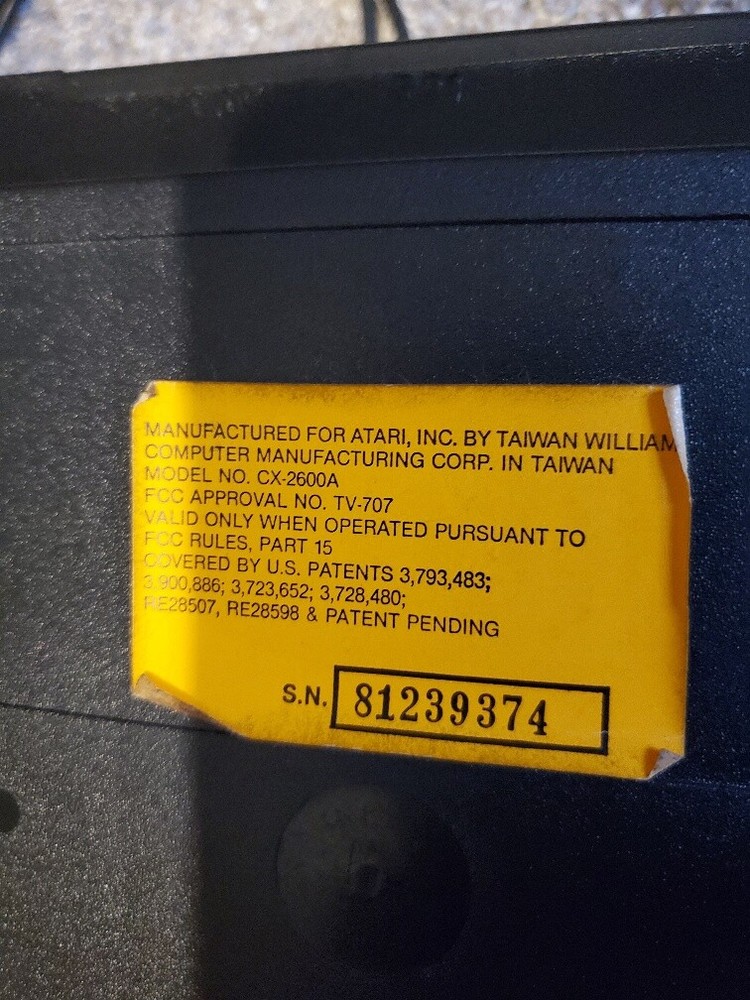 MANUFACTURED FOR ATARI, INC. BY TAIWAN WILLIAM
COMPUTER MANUFACTURING CORP. IN TAIWAN
MODEL NO. CX-2600A
FCC APPROVAL NO. TV-707
VALID ONLY WHEN OPERATED PURSUANT TO
FCC RULES, PART 15
COVERED BY U.S. PATENTS 3,793,483;
3,900,886; 3,723,652; 3,728,480;
RE28507, RE28598 & PATENT PENDING
S.N. 81239374